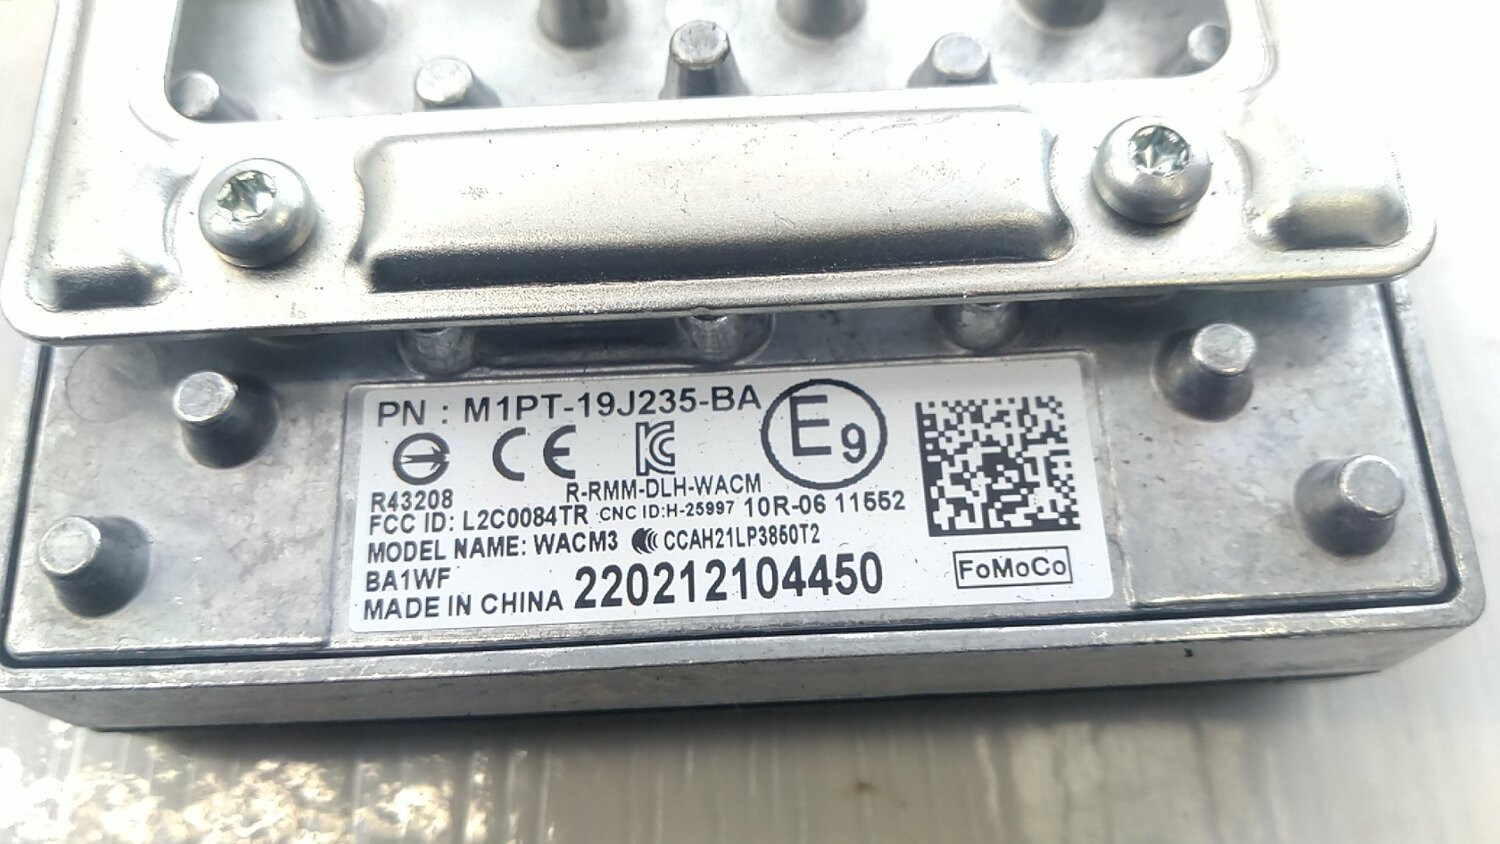 PN : M1PT-19J235-BA
E9
CE
R-RMM-DLH-WACM
R43208
FCC ID: L2C0084TR CNC ID:H-25997 10R-06 11552
MODEL NAME: WACM3 CCAH21LP3860T2
BA1WF
MADE IN CHINA 220212104450
FoMoCo